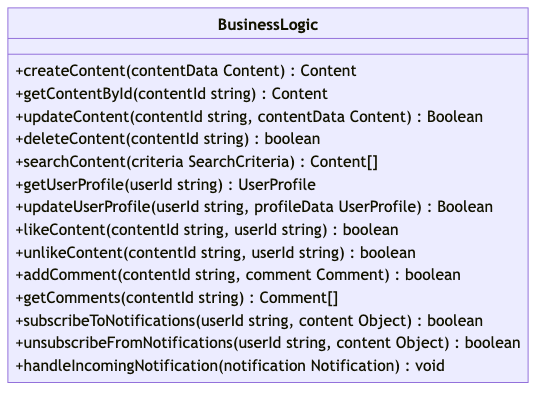 BusinessLogic
+createContent(contentData Content) : Content
+getContentById(contentId string) : Content
+updateContent(contentId string, contentData Content) : Boolean
+deleteContent(contentId string) : boolean
+searchContent(criteria SearchCriteria) : Content[]
+getUserProfile(userId string) : UserProfile
+updateUserProfile(userId string, profileData UserProfile) : Boolean
+likeContent(contentId string, userId string) : boolean
+unlikeContent(contentId string, userId string) : boolean
+addComment(contentId string, comment Comment) : boolean
+getComments(contentId string) : Comment[]
+subscribeToNotifications(userId string, content Object) : boolean
+unsubscribeFromNotifications(userId string, content Object) : boolean
+handleIncomingNotification(notification Notification) : void